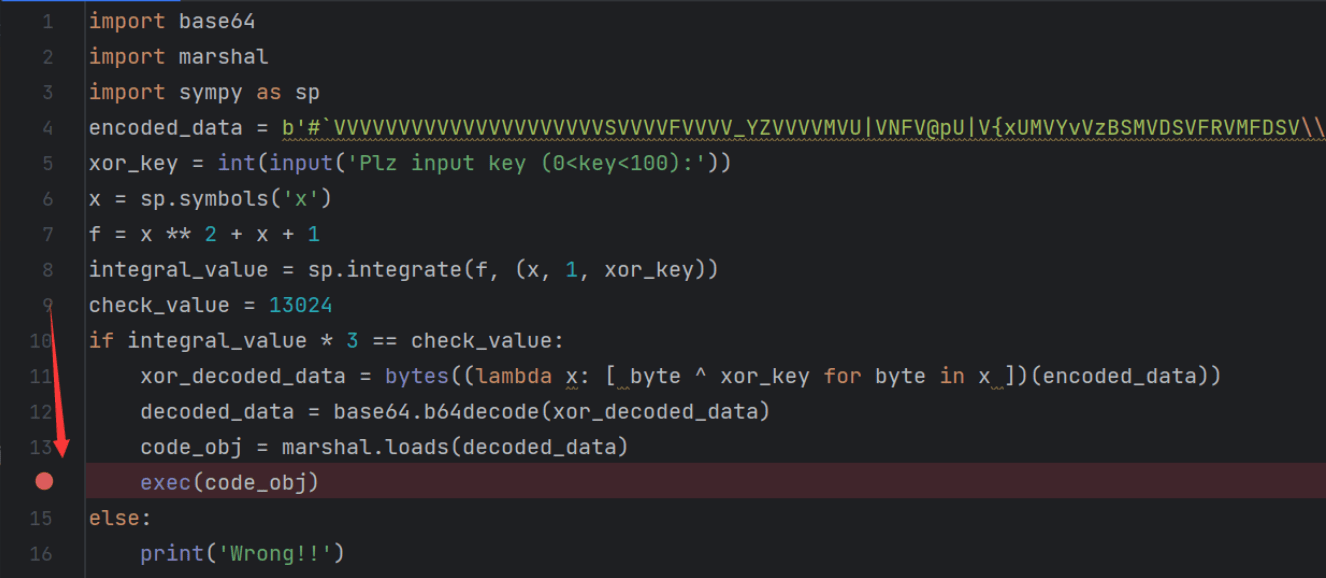 1 import base64
2 import marshal
3 import sympy as sp
4 encoded_data = b'#`VVVVVVVVVVVVVVVVVVVVVSVVVVFVVVV_YZVVVVMVU|VNFV@pU|V{xUMVYvVzBSMVDSVFRVMFDSV\\
5 xor_key = int(input('Plz input key (0<key<100):'))
6 x = sp.symbols('x')
7 f = x ** 2 + x + 1
8 integral_value = sp.integrate(f, (x, 1, xor_key))
9 check_value = 13024
10 if integral_value * 3 == check_value:
11 xor_decoded_data = bytes((lambda x: [ byte ^ xor_key for byte in x ])(encoded_data))
12 decoded_data = base64.b64decode(xor_decoded_data)
13 code_obj = marshal.loads(decoded_data)
exec(code_obj)
15 else:
16 print('Wrong!!')